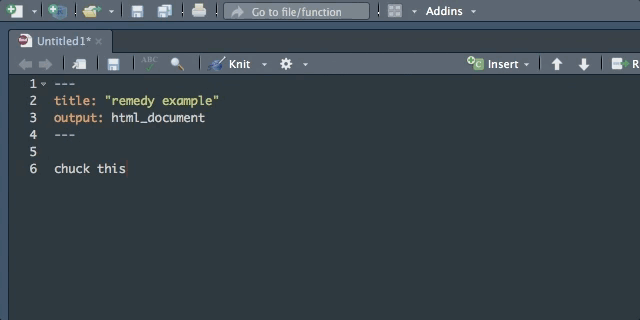 Go to file/function Addins
Untitled1*
ABC Knit Insert R
1 ---
2 title: "remedy example"
3 output: html_document
4 ---
5
6 chuck this